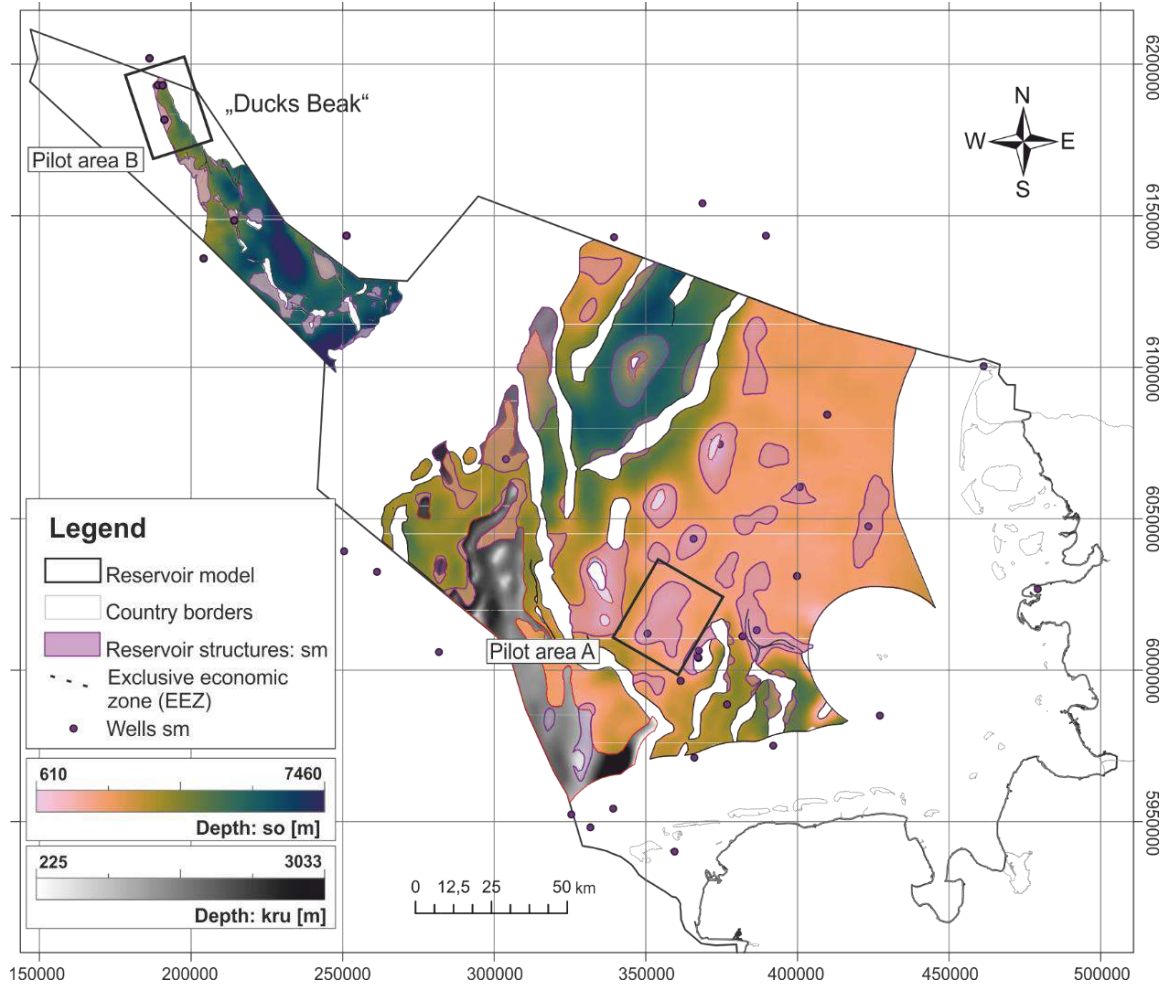 6200000
N
W E
S
„Ducks Beak“
Pilot area B
6150000
6100000
6050000
Legend
Reservoir model
Country borders
Reservoir structures: sm
Exclusive economic
zone (EEZ)
Wells sm
Pilot area A
6000000
610 7460
Depth: so [m]
225 3033
Depth: kru [m]
5950000
0 12,5 25 50 km
150000 200000 250000 300000 350000 400000 450000 500000